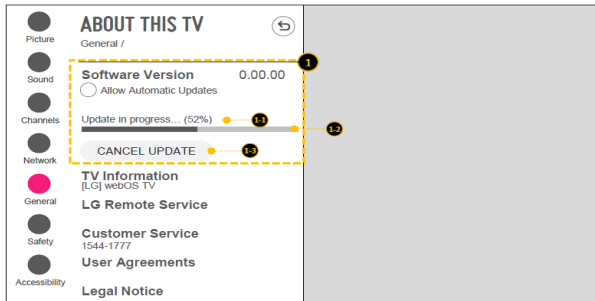 ABOUT THIS TV
General /
Picture
Sound
Channels
Network
General
Safety
Accessibility
1
Software Version 0.00.00
Allow Automatic Updates
Update in progress... (52%)
1-1
1-2
CANCEL UPDATE
1-3
TV Information
[LG] webOS TV
LG Remote Service
Customer Service
1544-1777
User Agreements
Legal Notice